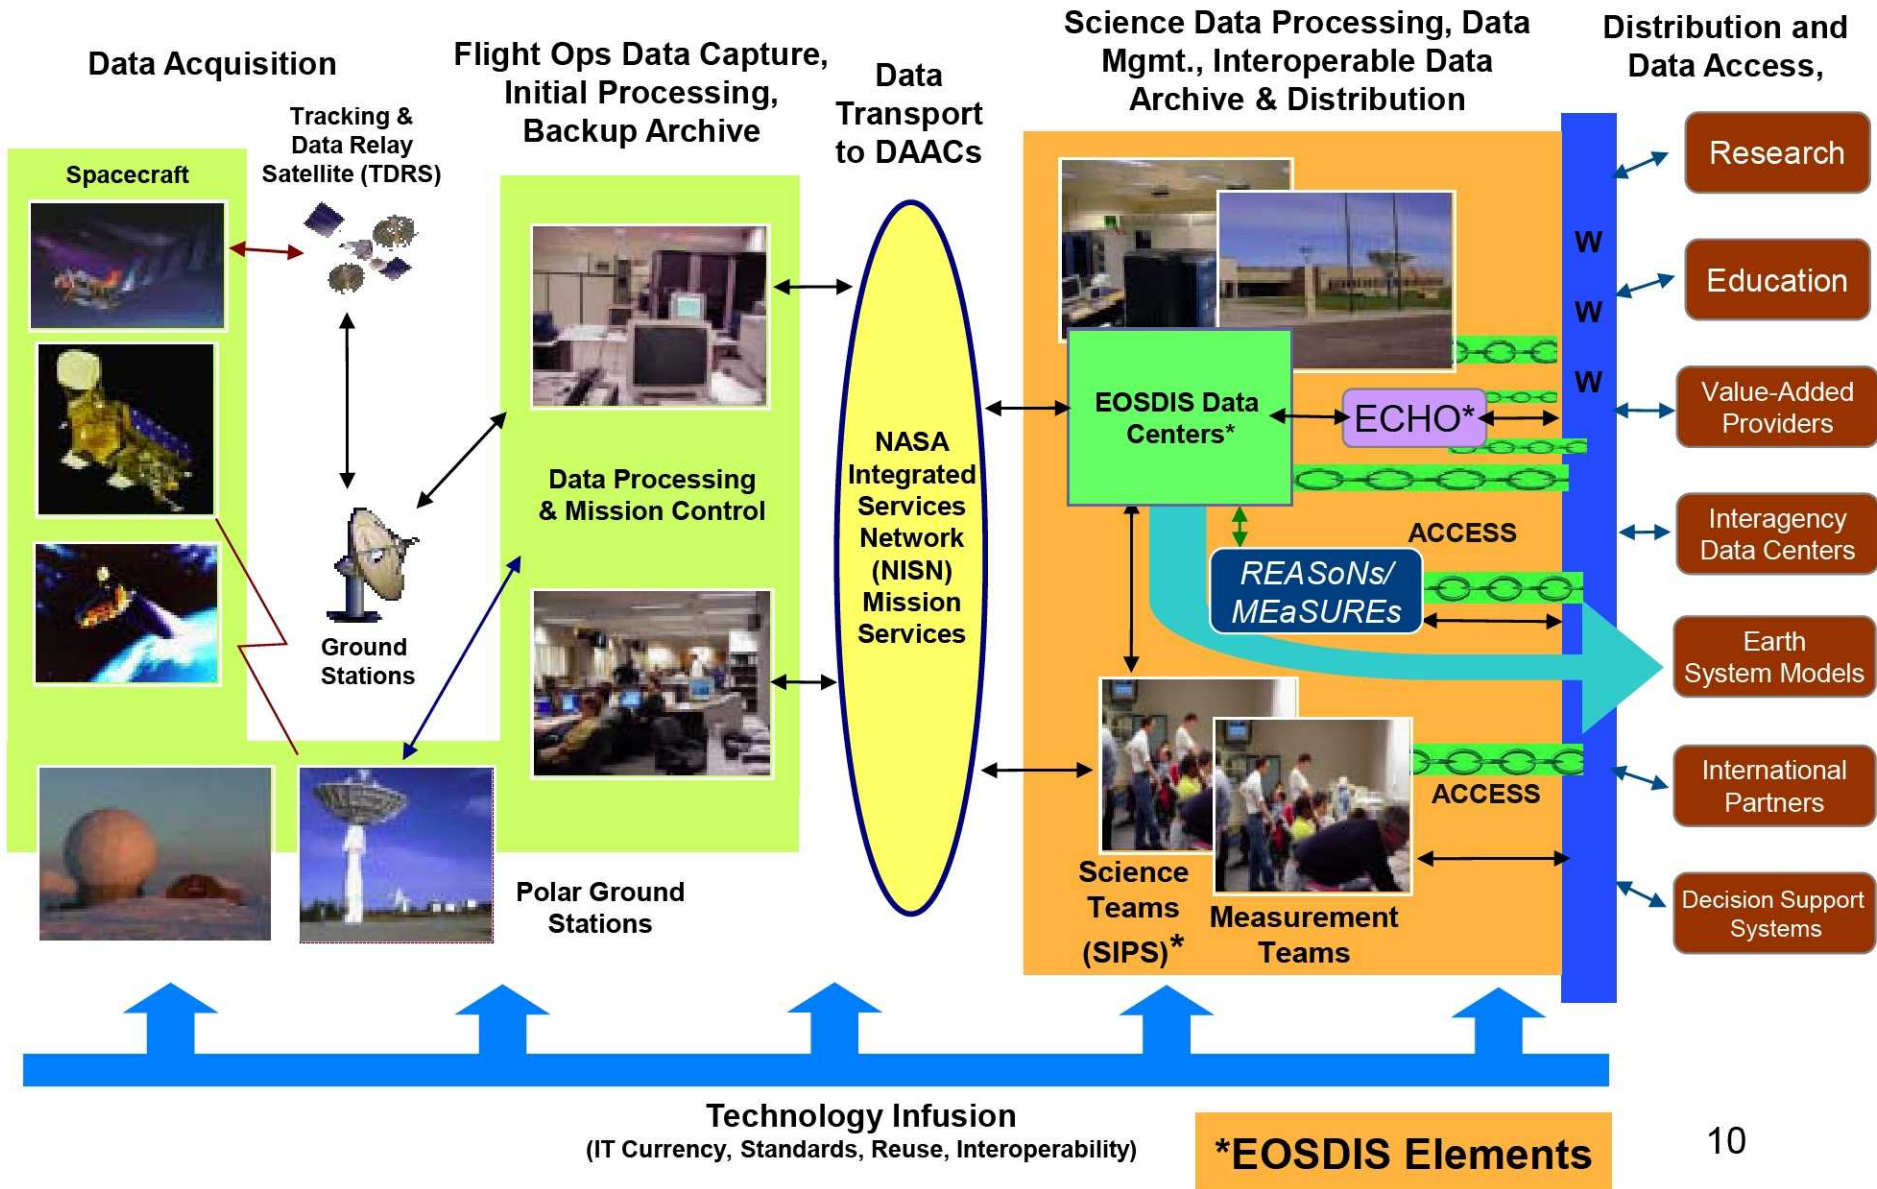 Data Acquisition
Flight Ops Data Capture,
Initial Processing,
Backup Archive
Data
Transport
to DAACs
Science Data Processing, Data
Mgmt., Interoperable Data
Archive & Distribution
Distribution and
Data Access,
Spacecraft
Tracking &
Data Relay
Satellite (TDRS)
Ground
Stations
Polar Ground
Stations
Data Processing
& Mission Control
NASA
Integrated
Services
Network
(NISN)
Mission
Services
EOSDIS Data
Centers*
ECHO*
ACCESS
REASoNs/
MEaSUREs
ACCESS
Science
Teams
(SIPS)*
Measurement
Teams
W
W
W
Research
Education
Value-Added
Providers
Interagency
Data Centers
Earth
System Models
International
Partners
Decision Support
Systems
Technology Infusion
(IT Currency, Standards, Reuse, Interoperability)
*EOSDIS Elements
10